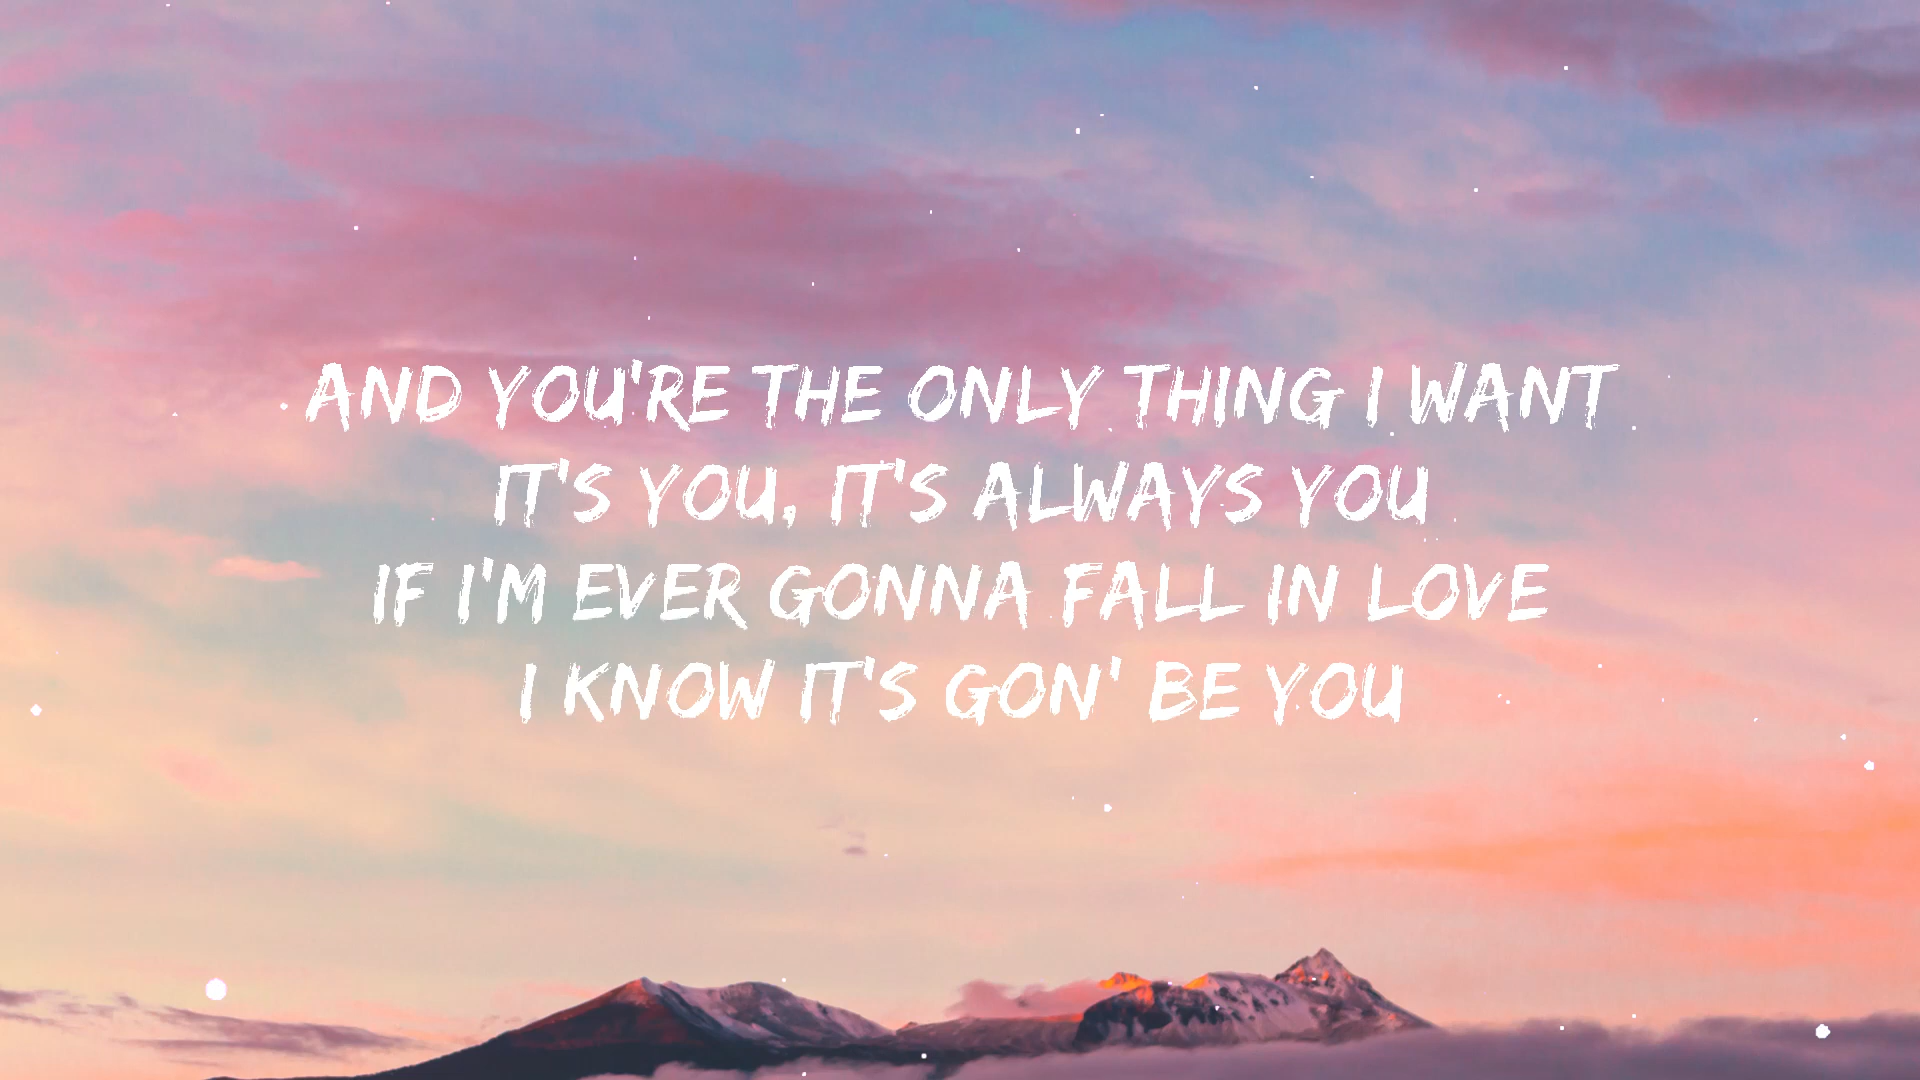 AND YOU'RE THE ONLY THING I WANT
IT'S YOU, IT'S ALWAYS YOU
IF I'M EVER GONNA FALL IN LOVE
I KNOW IT'S GON' BE YOU